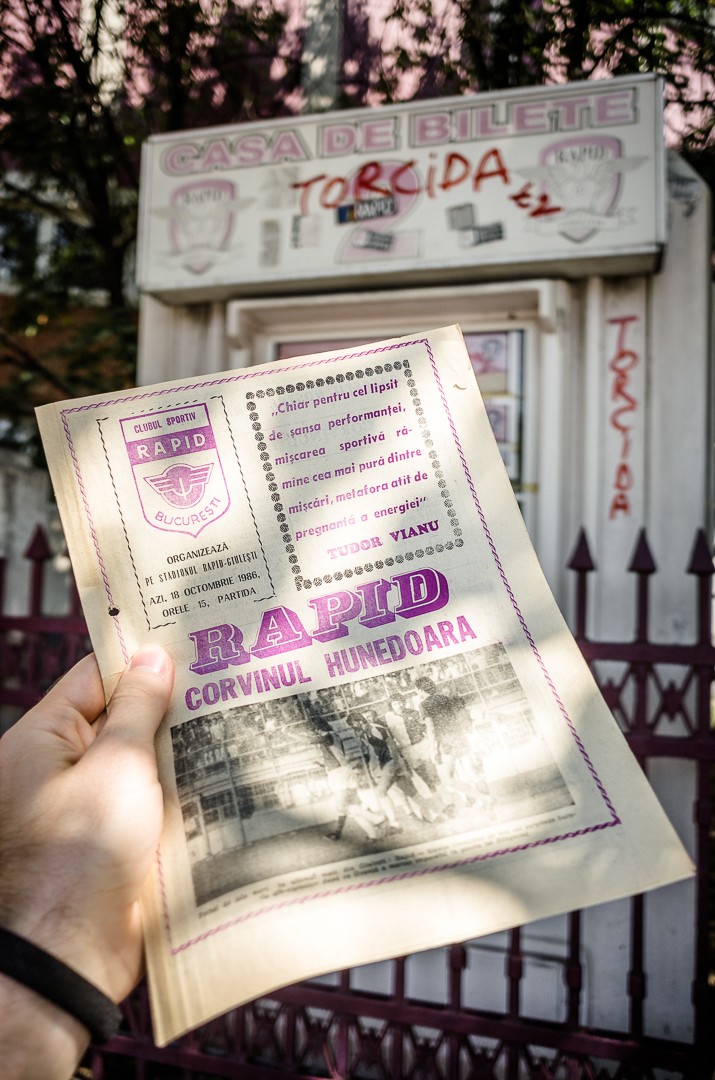 CASA DE BILETE
RAPID
RAPID
TORCIDA
RAPID
TORCIDA
CLUBUL SPORTIV
RAPID
BUCUREȘTI
ORGANIZEAZĂ
PE STADIONUL RAPID-GIULEȘTI
AZI, 18 OCTOMBRIE 1986,
ORELE 15, PARTIDA
„Chiar pentru cel lipsit
de șansa performanței,
mișcarea sportivă ră-
mîne cea mai pură dintre
mișcări, metafora atît de
pregnantă a energiei“
TUDOR VIANU
RAPID
CORVINUL HUNEDOARA